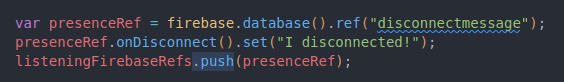 var presenceRef = firebase.database().ref("disconnectmessage");
presenceRef.onDisconnect().set("I disconnected!");
listeningFirebaseRefs.push(presenceRef);